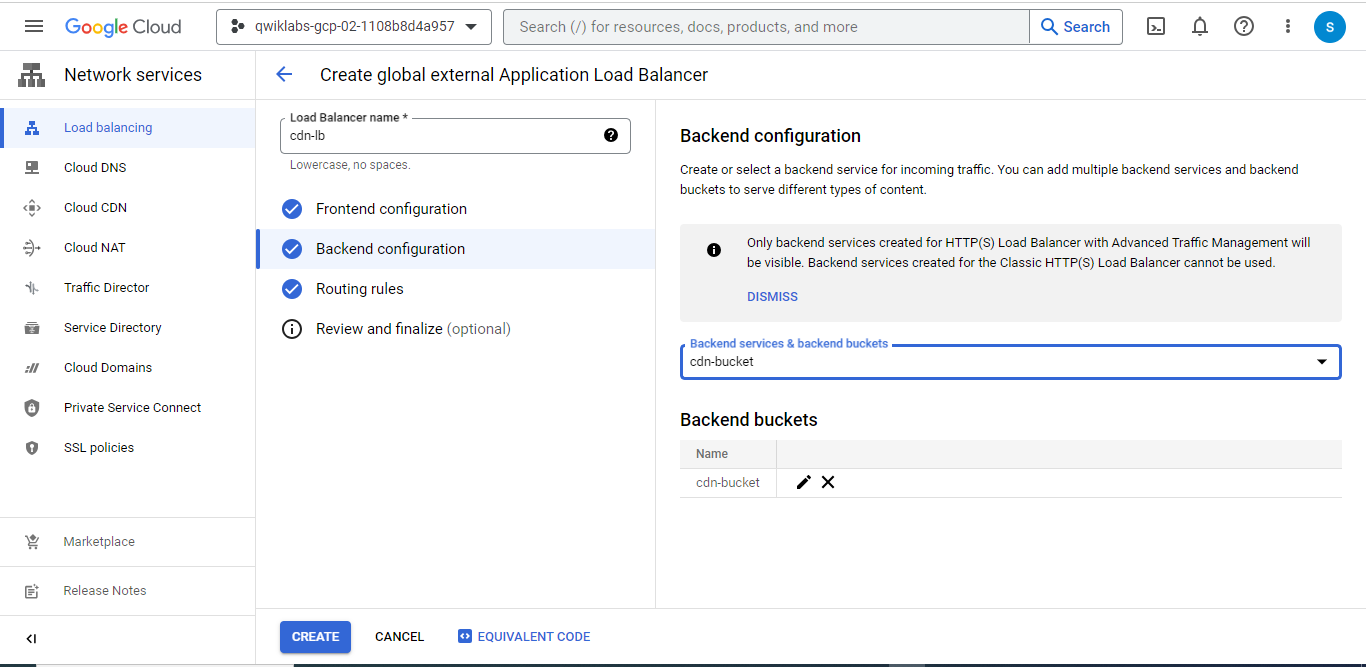 Google Cloud
qwiklabs-gcp-02-1108b8d4a957
Search (/) for resources, docs, products, and more
Search
S
Network services
Create global external Application Load Balancer
Load balancing
Cloud DNS
Cloud CDN
Cloud NAT
Traffic Director
Service Directory
Cloud Domains
Private Service Connect
SSL policies
Marketplace
Release Notes
Load Balancer name *
cdn-lb
Lowercase, no spaces.
Frontend configuration
Backend configuration
Routing rules
Review and finalize (optional)
Backend configuration
Create or select a backend service for incoming traffic. You can add multiple backend services and backend
buckets to serve different types of content.
Only backend services created for HTTP(S) Load Balancer with Advanced Traffic Management will
be visible. Backend services created for the Classic HTTP(S) Load Balancer cannot be used.
DISMISS
Backend services & backend buckets
cdn-bucket
Backend buckets
Name
cdn-bucket
CREATE
CANCEL
EQUIVALENT CODE